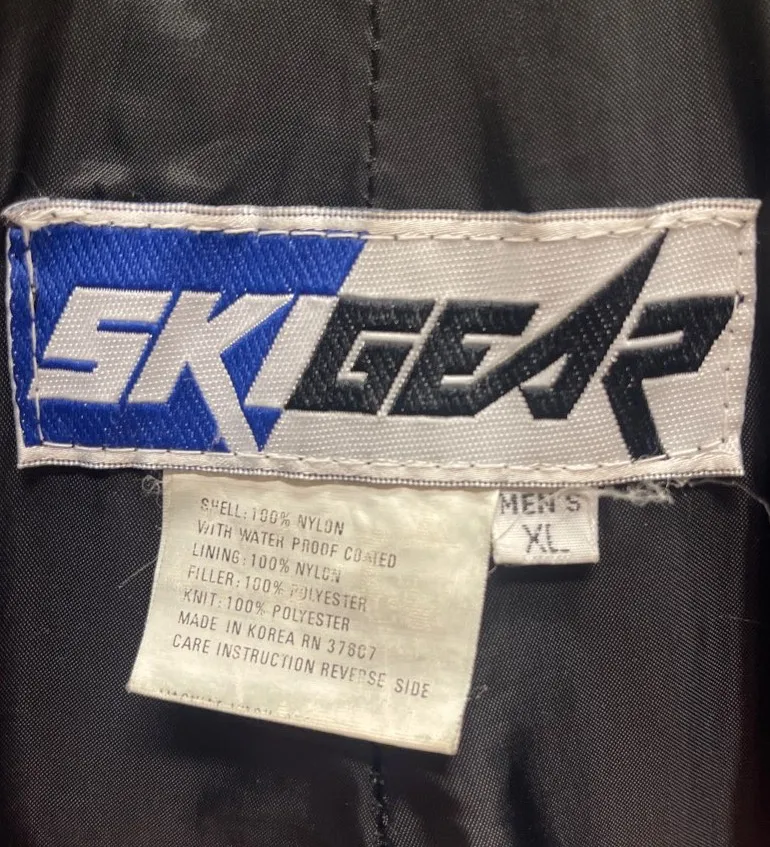 SKIGEAR
SHELL: 100% NYLON
WITH WATER PROOF COATED
LINING: 100% NYLON
FILLER: 100% POLYESTER
KNIT: 100% POLYESTER
MADE IN KOREA RN 37867
CARE INSTRUCTION REVERSE SIDE
MEN'S
XL